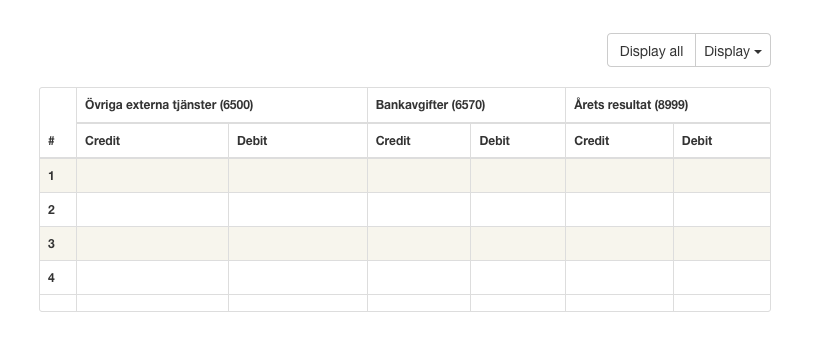 Display all Display
Övriga externa tjänster (6500) Bankavgifter (6570) Årets resultat (8999)
# Credit Debit Credit Debit Credit Debit
1
2
3
4